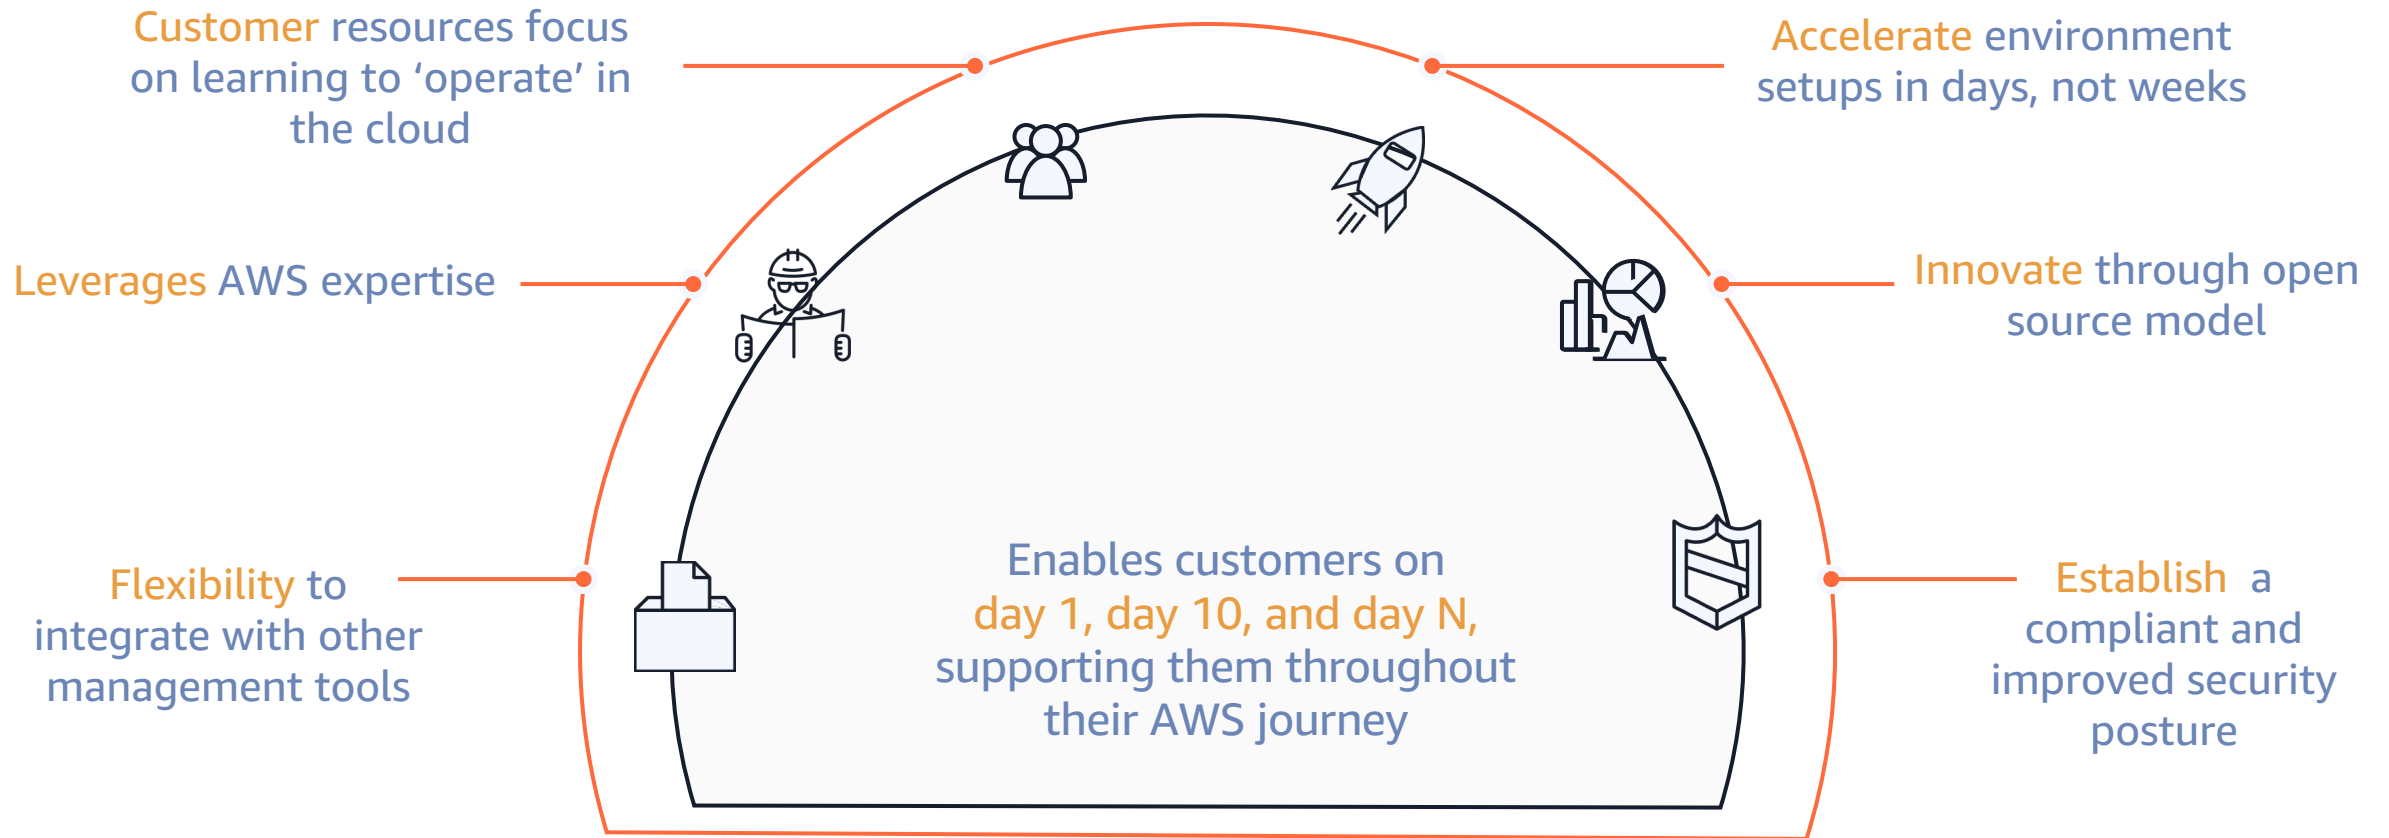 Customer resources focus
on learning to ‘operate’ in
the cloud
Accelerate environment
setups in days, not weeks
Leverages AWS expertise
Innovate through open
source model
Flexibility to
integrate with other
management tools
Enables customers on
day 1, day 10, and day N,
supporting them throughout
their AWS journey
Establish a
compliant and
improved security
posture